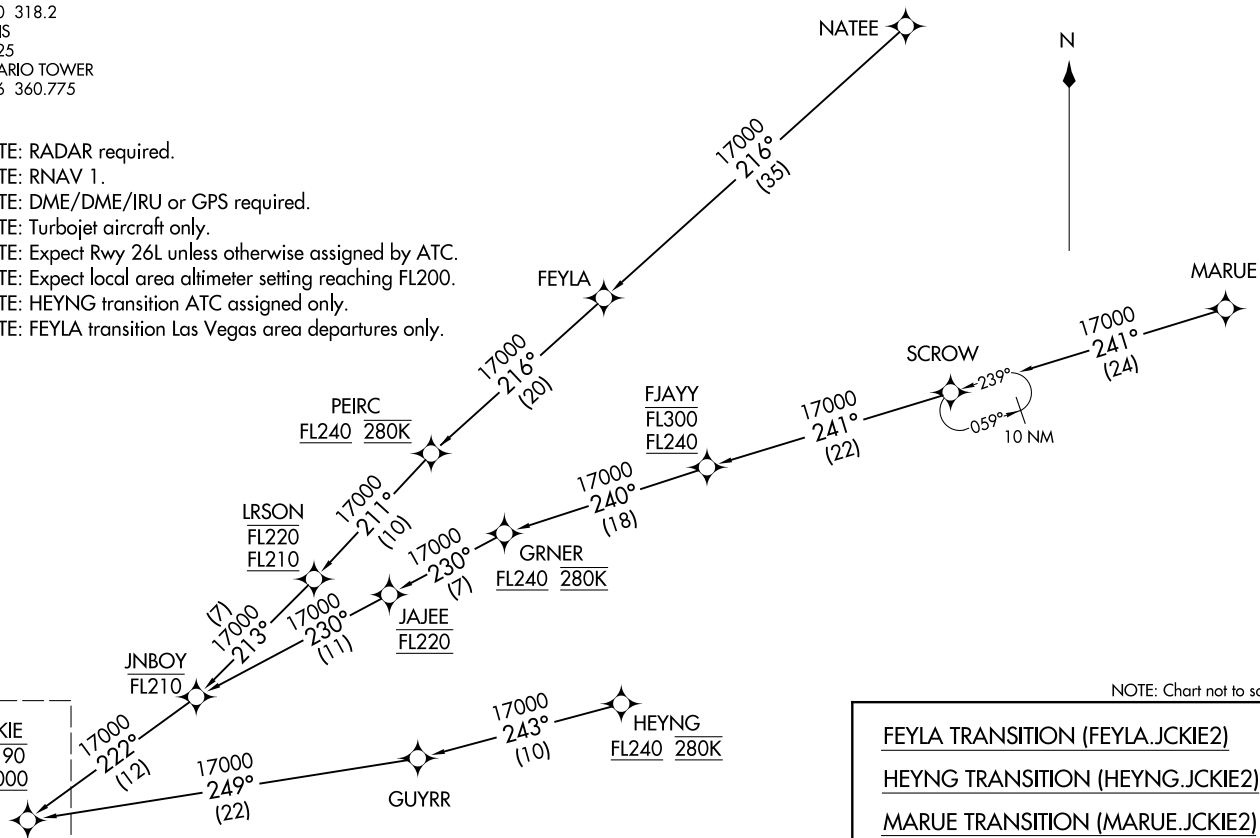 318.2
25
ARIO TOWER
360.775
TE: RADAR required.
TE: RNAV 1.
TE: DME/DME/IRU or GPS required.
TE: Turbojet aircraft only.
TE: Expect Rwy 26L unless otherwise assigned by ATC.
TE: Expect local area altimeter setting reaching FL200.
TE: HEYNG transition ATC assigned only.
TE: FEYLA transition Las Vegas area departures only.
NATEE
N
17000
216°
(35)
FEYLA
MARUE
17000
241°
(24)
SCROW
239°
059°
10 NM
17000
216°
(20)
PEIRC
FL240 280K
FJAYY
FL300
FL240
17000
241°
(22)
17000
211°
(10)
17000
240°
(18)
LRSON
FL220
FL210
GRNER
FL240 280K
17000
230°
(7)
JAJEE
FL220
(7)
17000
213°
17000
230°
(11)
JNBOY
FL210
NOTE: Chart not to sc
HEYNG
FL240 280K
17000
243°
(10)
KIE
90
000
17000
222°
(12)
17000
249°
(22)
GUYRR
FEYLA TRANSITION (FEYLA.JCKIE2)
HEYNG TRANSITION (HEYNG.JCKIE2)
MARUE TRANSITION (MARUE.JCKIE2)